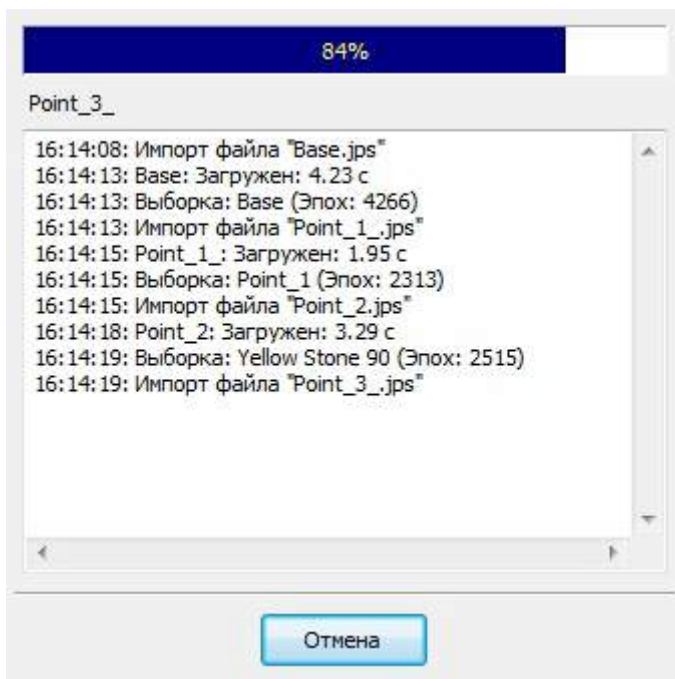 84%
Point_3_
16:14:08: Импорт файла "Base.jps"
16:14:13: Base: Загружен: 4.23 с
16:14:13: Выборка: Base (Эпох: 4266)
16:14:13: Импорт файла "Point_1_.jps"
16:14:15: Point_1_: Загружен: 1.95 с
16:14:15: Выборка: Point_1 (Эпох: 2313)
16:14:15: Импорт файла "Point_2.jps"
16:14:18: Point_2: Загружен: 3.29 с
16:14:19: Выборка: Yellow Stone 90 (Эпох: 2515)
16:14:19: Импорт файла "Point_3_.jps"
Отмена